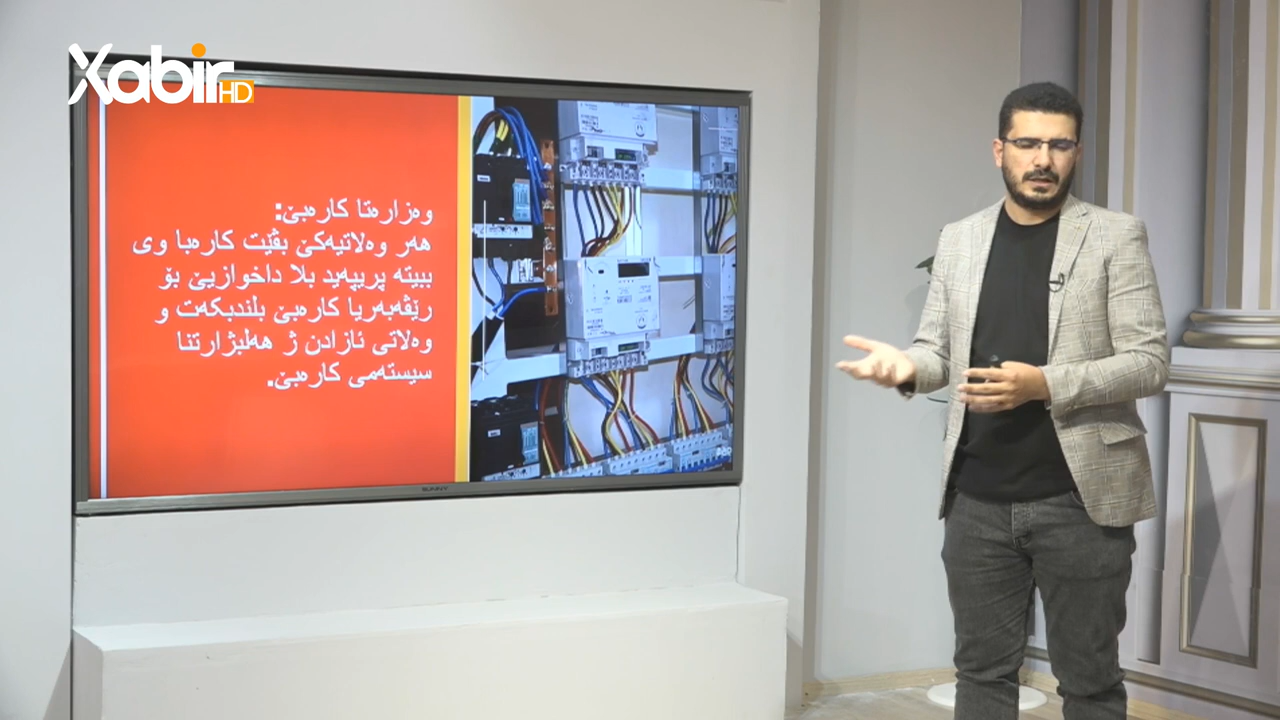 Xabir HD
وەزارەتا کارەبێ:
هەر وەلاتیەکێ بڤێت کارەبا وی
ببیتە پریپەید بلا داخوازیێ بۆ
رێڤەبەریا کارەبێ بلندبکەت و
وەلاتی ئازادن ژ هەلبژارتنا
سیستەمی کارەبێ.
SUNNY